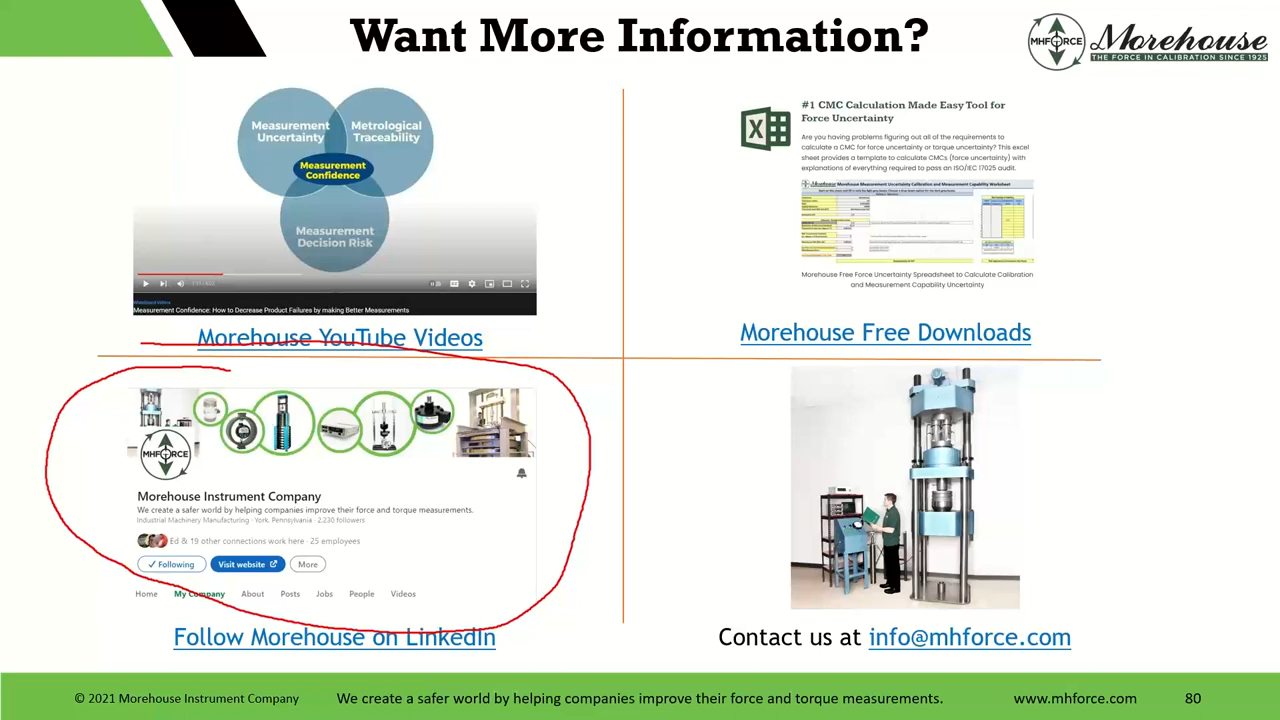 Want More Information?
MHFORCE
Morehouse
THE FORCE IN CALIBRATION SINCE 1925
Measurement Uncertainty
Metrological Traceability
Measurement Confidence
Measurement Decision Risk
Measurement Confidence: How to Decrease Product Failures by making Better Measurements
Morehouse YouTube Videos
#1 CMC Calculation Made Easy Tool for
Force Uncertainty
Are you having problems figuring out all of the requirements to
calculate a CMC for force uncertainty or torque uncertainty? This excel
sheet provides a template to calculate CMCs (force uncertainty) with
explanations of everything required to pass an ISO/IEC 17025 audit.
Morehouse Measurement Uncertainty Calibration and Measurement Capability Worksheet
Morehouse Free Force Uncertainty Spreadsheet to Calculate Calibration
and Measurement Capability Uncertainty
Morehouse Free Downloads
MHFORCE
Morehouse Instrument Company
We create a safer world by helping companies improve their force and torque measurements.
Industrial Machinery Manufacturing · York, Pennsylvania · 2,230 followers
Ed & 19 other connections work here · 25 employees
Following
Visit website
More
Home My Company About Posts Jobs People Videos
Follow Morehouse on LinkedIn
Contact us at info@mhforce.com
© 2021 Morehouse Instrument Company We create a safer world by helping companies improve their force and torque measurements. www.mhforce.com 80